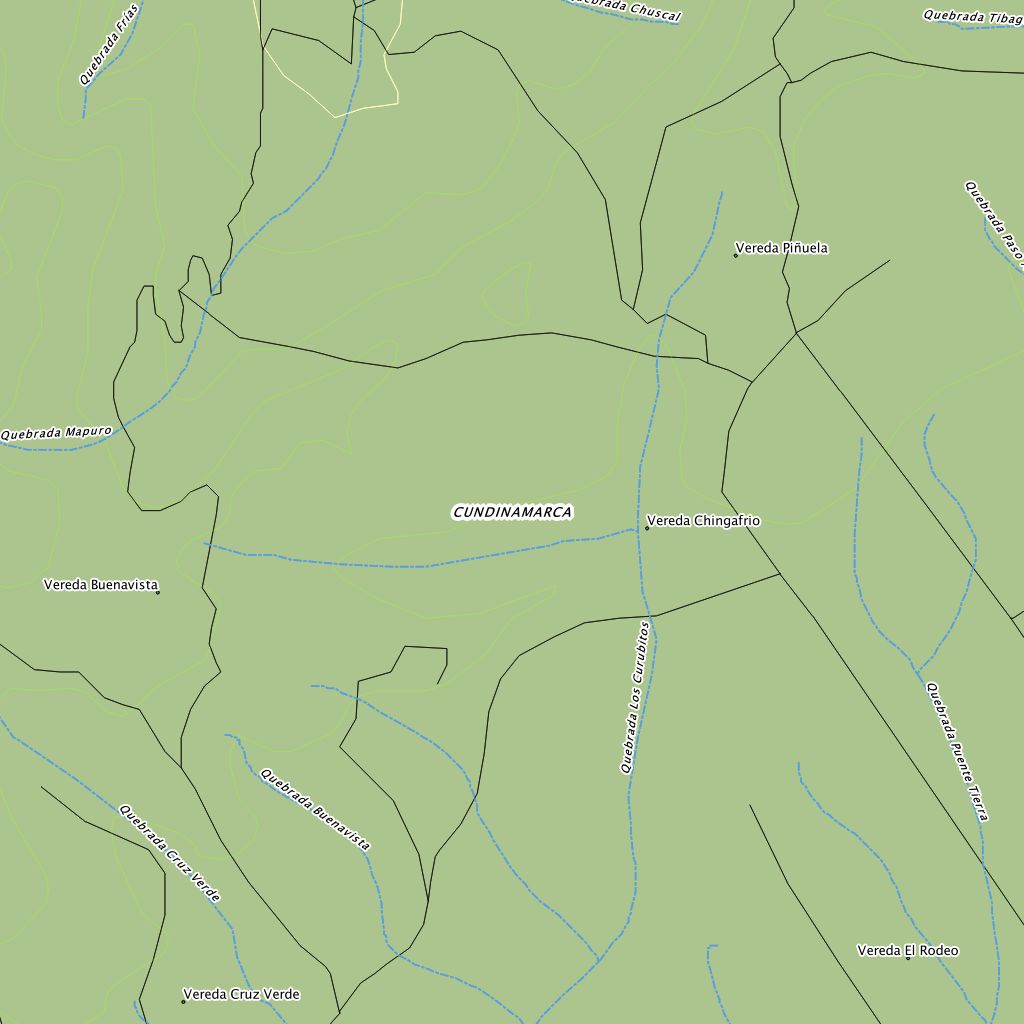 Quebrada Frías
Quebrada Chuscal
Quebrada Tibag
Quebrada Paso
Vereda Piñuela
Quebrada Mapuro
CUNDINAMARCA
Vereda Chingafrio
Vereda Buenavista
Quebrada Los Curubitos
Quebrada Puente Tierra
Quebrada Buenavista
Quebrada Cruz Verde
Vereda El Rodeo
Vereda Cruz Verde